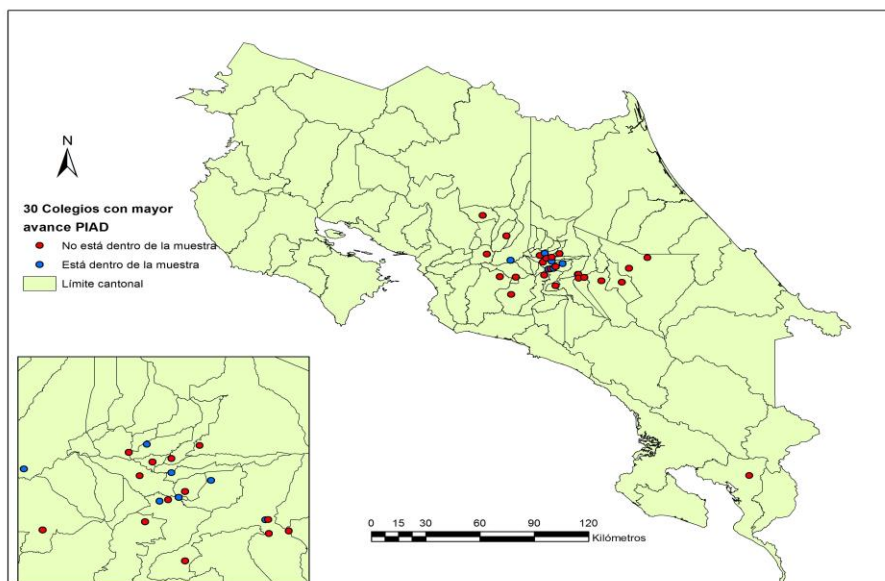 N
30 Colegios con mayor
avance PIAD
No está dentro de la muestra
Está dentro de la muestra
Límite cantonal
0 15 30 60 90 120
Kilómetros